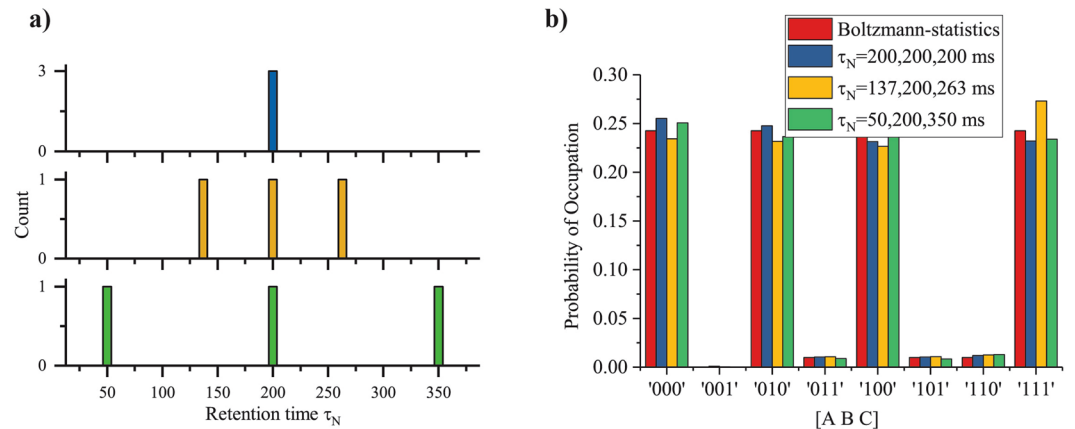 a)
3
1
0
1
0
1
0
50
100
150
200
250
300
350
Count
Retention time τN
b)
Boltzmann-statistics
τN=200,200,200 ms
τN=137,200,263 ms
τN=50,200,350 ms
0.30
0.25
0.20
0.15
0.10
0.05
0.00
Probability of Occupation
'000'
'001'
'010'
'011'
'100'
'101'
'110'
'111'
[A B C]